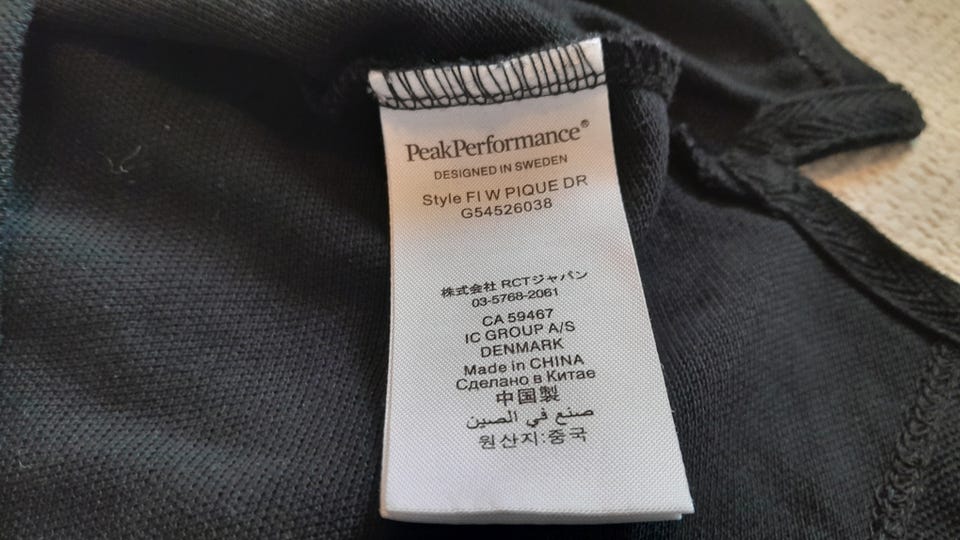 PeakPerformance®
DESIGNED IN SWEDEN
Style FI W PIQUE DR
G54526038
株式会社 RCTジャパン
03-5768-2061
CA 59467
IC GROUP A/S
DENMARK
Made in CHINA
Сделано в Китае
中国製
صنع في الصين
원산지:중국